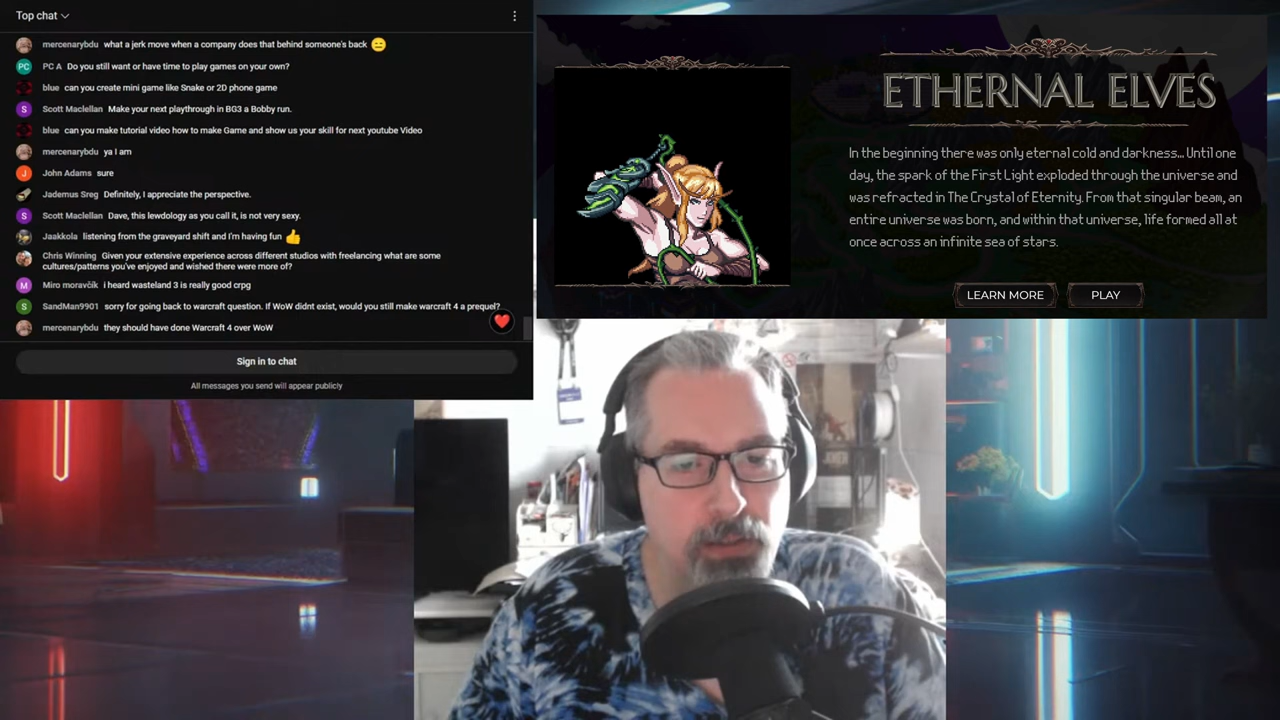 Top chat
mercenarybdu what a jerk move when a company does that behind someone's back
PC PC A Do you still want or have time to play games on your own?
blue can you create mini game like Snake or 2D phone game
S Scott Maclellan Make your next playthrough in BG3 a Bobby run.
blue can you make tutorial video how to make Game and show us your skill for next youtube Video
mercenarybdu ya I am
J John Adams sure
Jademus Sreg Definitely, I appreciate the perspective.
S Scott Maclellan Dave, this lewdology as you call it, is not very sexy.
Jaakkola listening from the graveyard shift and I'm having fun
Chris Winning Given your extensive experience across different studios with freelancing what are some
cultures/patterns you've enjoyed and wished there were more of?
M Miro moravčík i heard wasteland 3 is really good crpg
S SandMan9901 sorry for going back to warcraft question. If WoW didnt exist, would you still make warcraft 4 a prequel?
mercenarybdu they should have done Warcraft 4 over WoW
Sign in to chat
All messages you send will appear publicly
ETHERNAL ELVES
In the beginning there was only eternal cold and darkness... Until one
day, the spark of the First Light exploded through the universe and
was refracted in The Crystal of Eternity. From that singular beam, an
entire universe was born, and within that universe, life formed all at
once across an infinite sea of stars.
LEARN MORE
PLAY